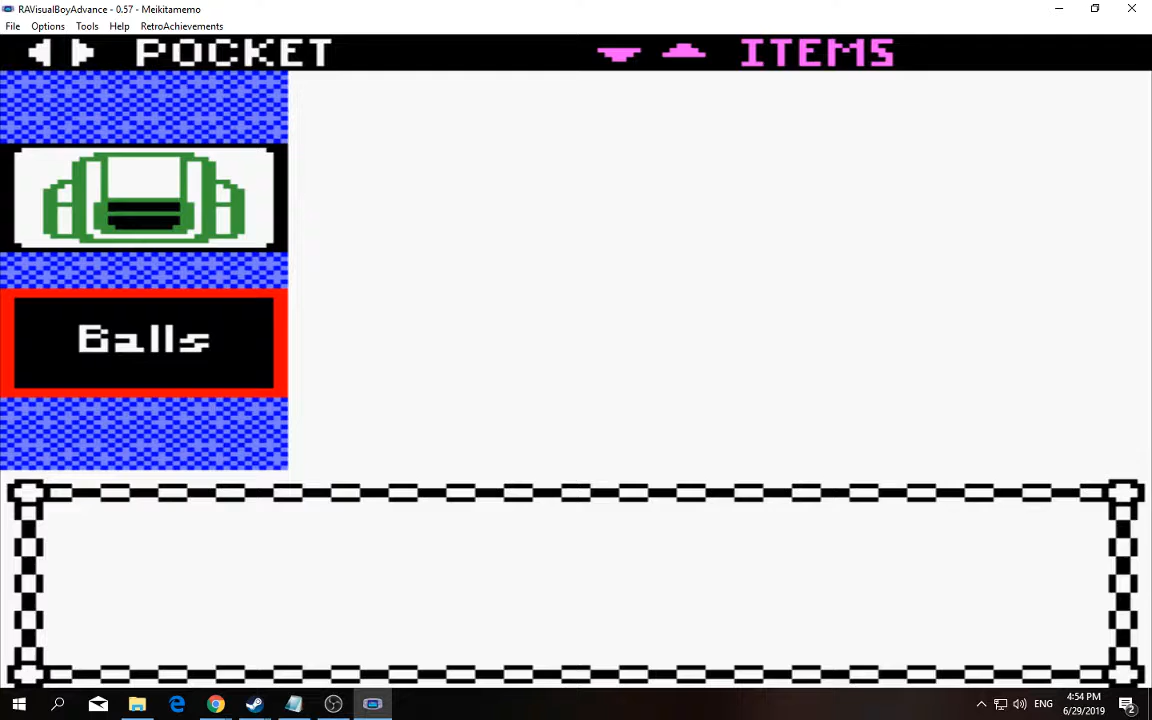 RAVisualBoyAdvance - 0.57 - Meikitamemo
File Options Tools Help RetroAchievements
POCKET ITEMS
Balls
ENG
4:54 PM
6/29/2019
2